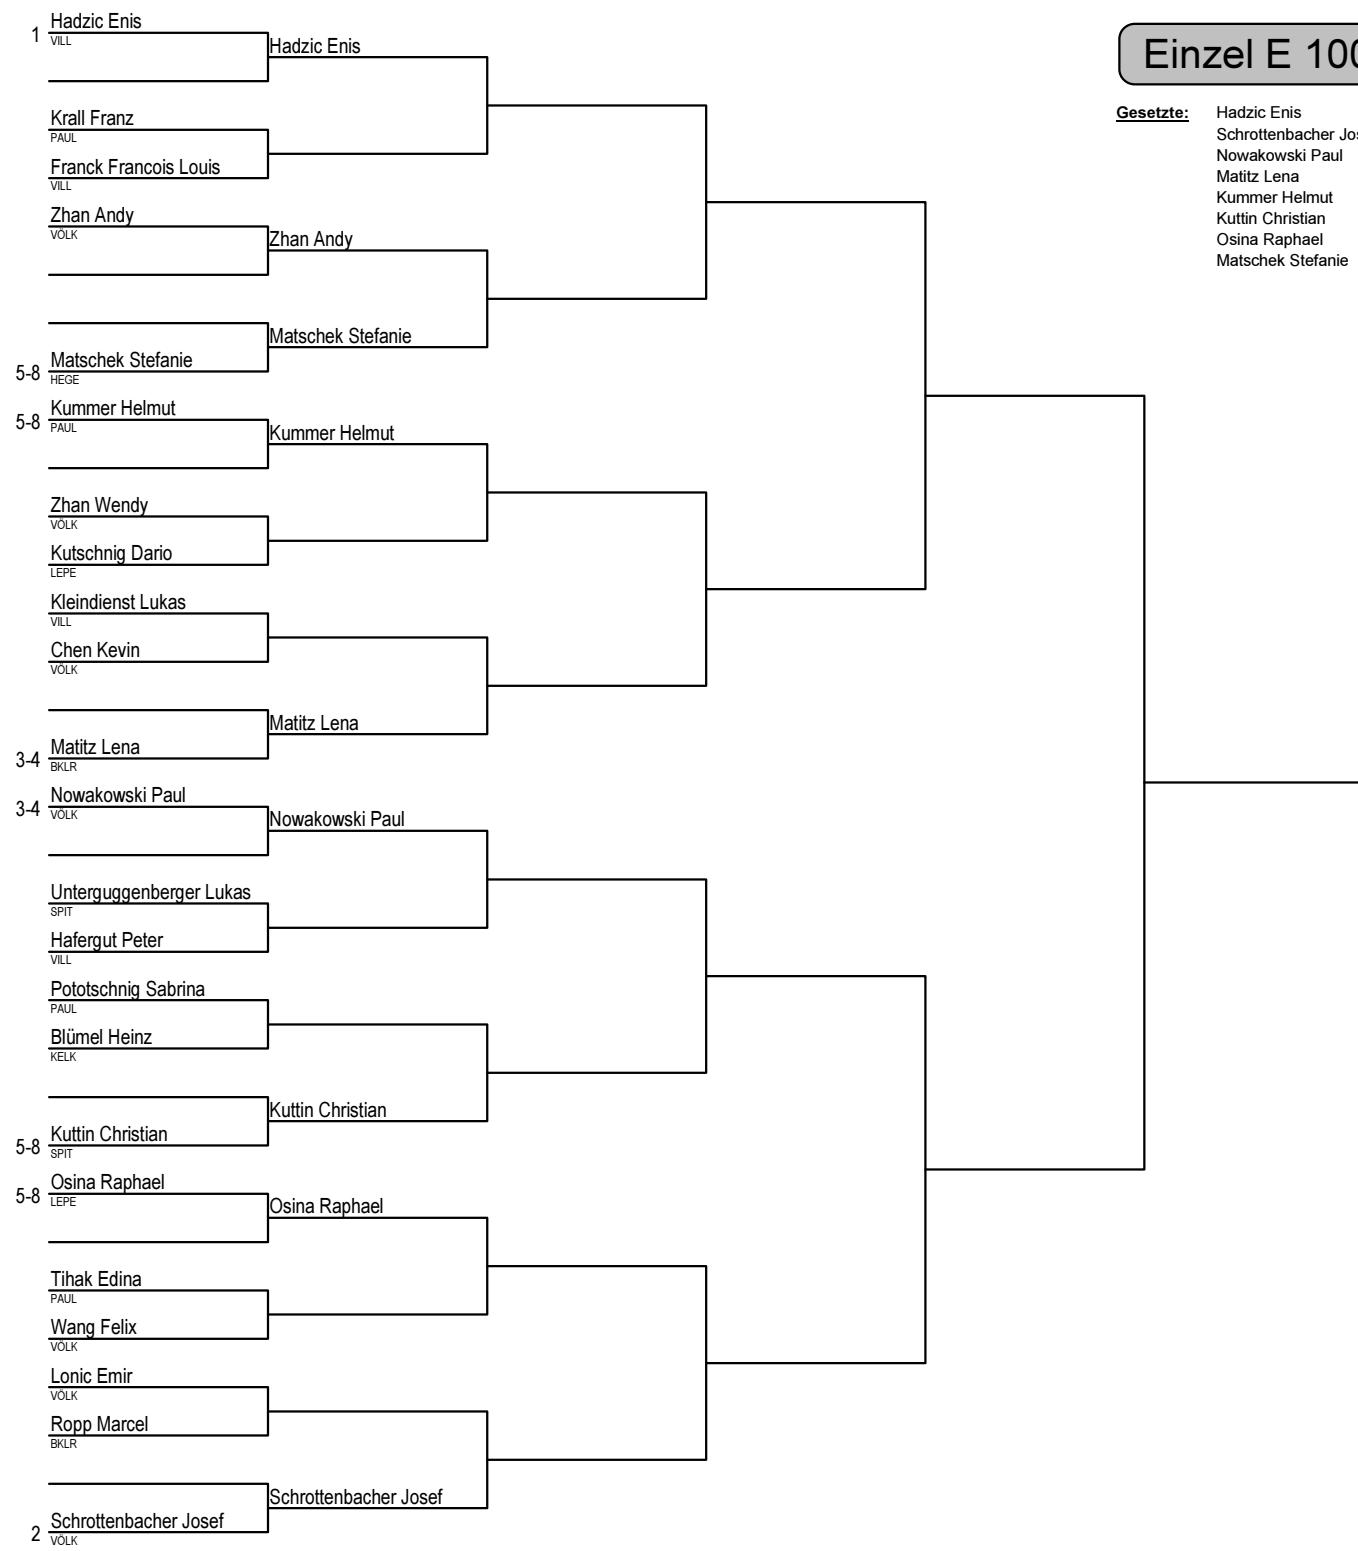 Hadzic Enis
1
VILL
Hadzic Enis
Krall Franz
PAUL
Franck Francois Louis
VILL
Zhan Andy
VÖLK
Zhan Andy
Matschek Stefanie
Matschek Stefanie
5-8
HEGE
Kummer Helmut
5-8
PAUL
Kummer Helmut
Zhan Wendy
VÖLK
Kutschnig Dario
LEPE
Kleindienst Lukas
VILL
Chen Kevin
VÖLK
Matitz Lena
Matitz Lena
3-4
BKLR
Nowakowski Paul
3-4
VÖLK
Nowakowski Paul
Unterguggenberger Lukas
SPIT
Hafergut Peter
VILL
Pototschnig Sabrina
PAUL
Blümel Heinz
KELK
Kuttin Christian
Kuttin Christian
5-8
SPIT
Osina Raphael
5-8
LEPE
Osina Raphael
Tihak Edina
PAUL
Wang Felix
VÖLK
Lonic Emir
VÖLK
Ropp Marcel
BKLR
Schrottenbacher Josef
Schrottenbacher Josef
2
VÖLK
Einzel E 100
Gesetzte: Hadzic Enis
Schrottenbacher Jos
Nowakowski Paul
Matitz Lena
Kummer Helmut
Kuttin Christian
Osina Raphael
Matschek Stefanie